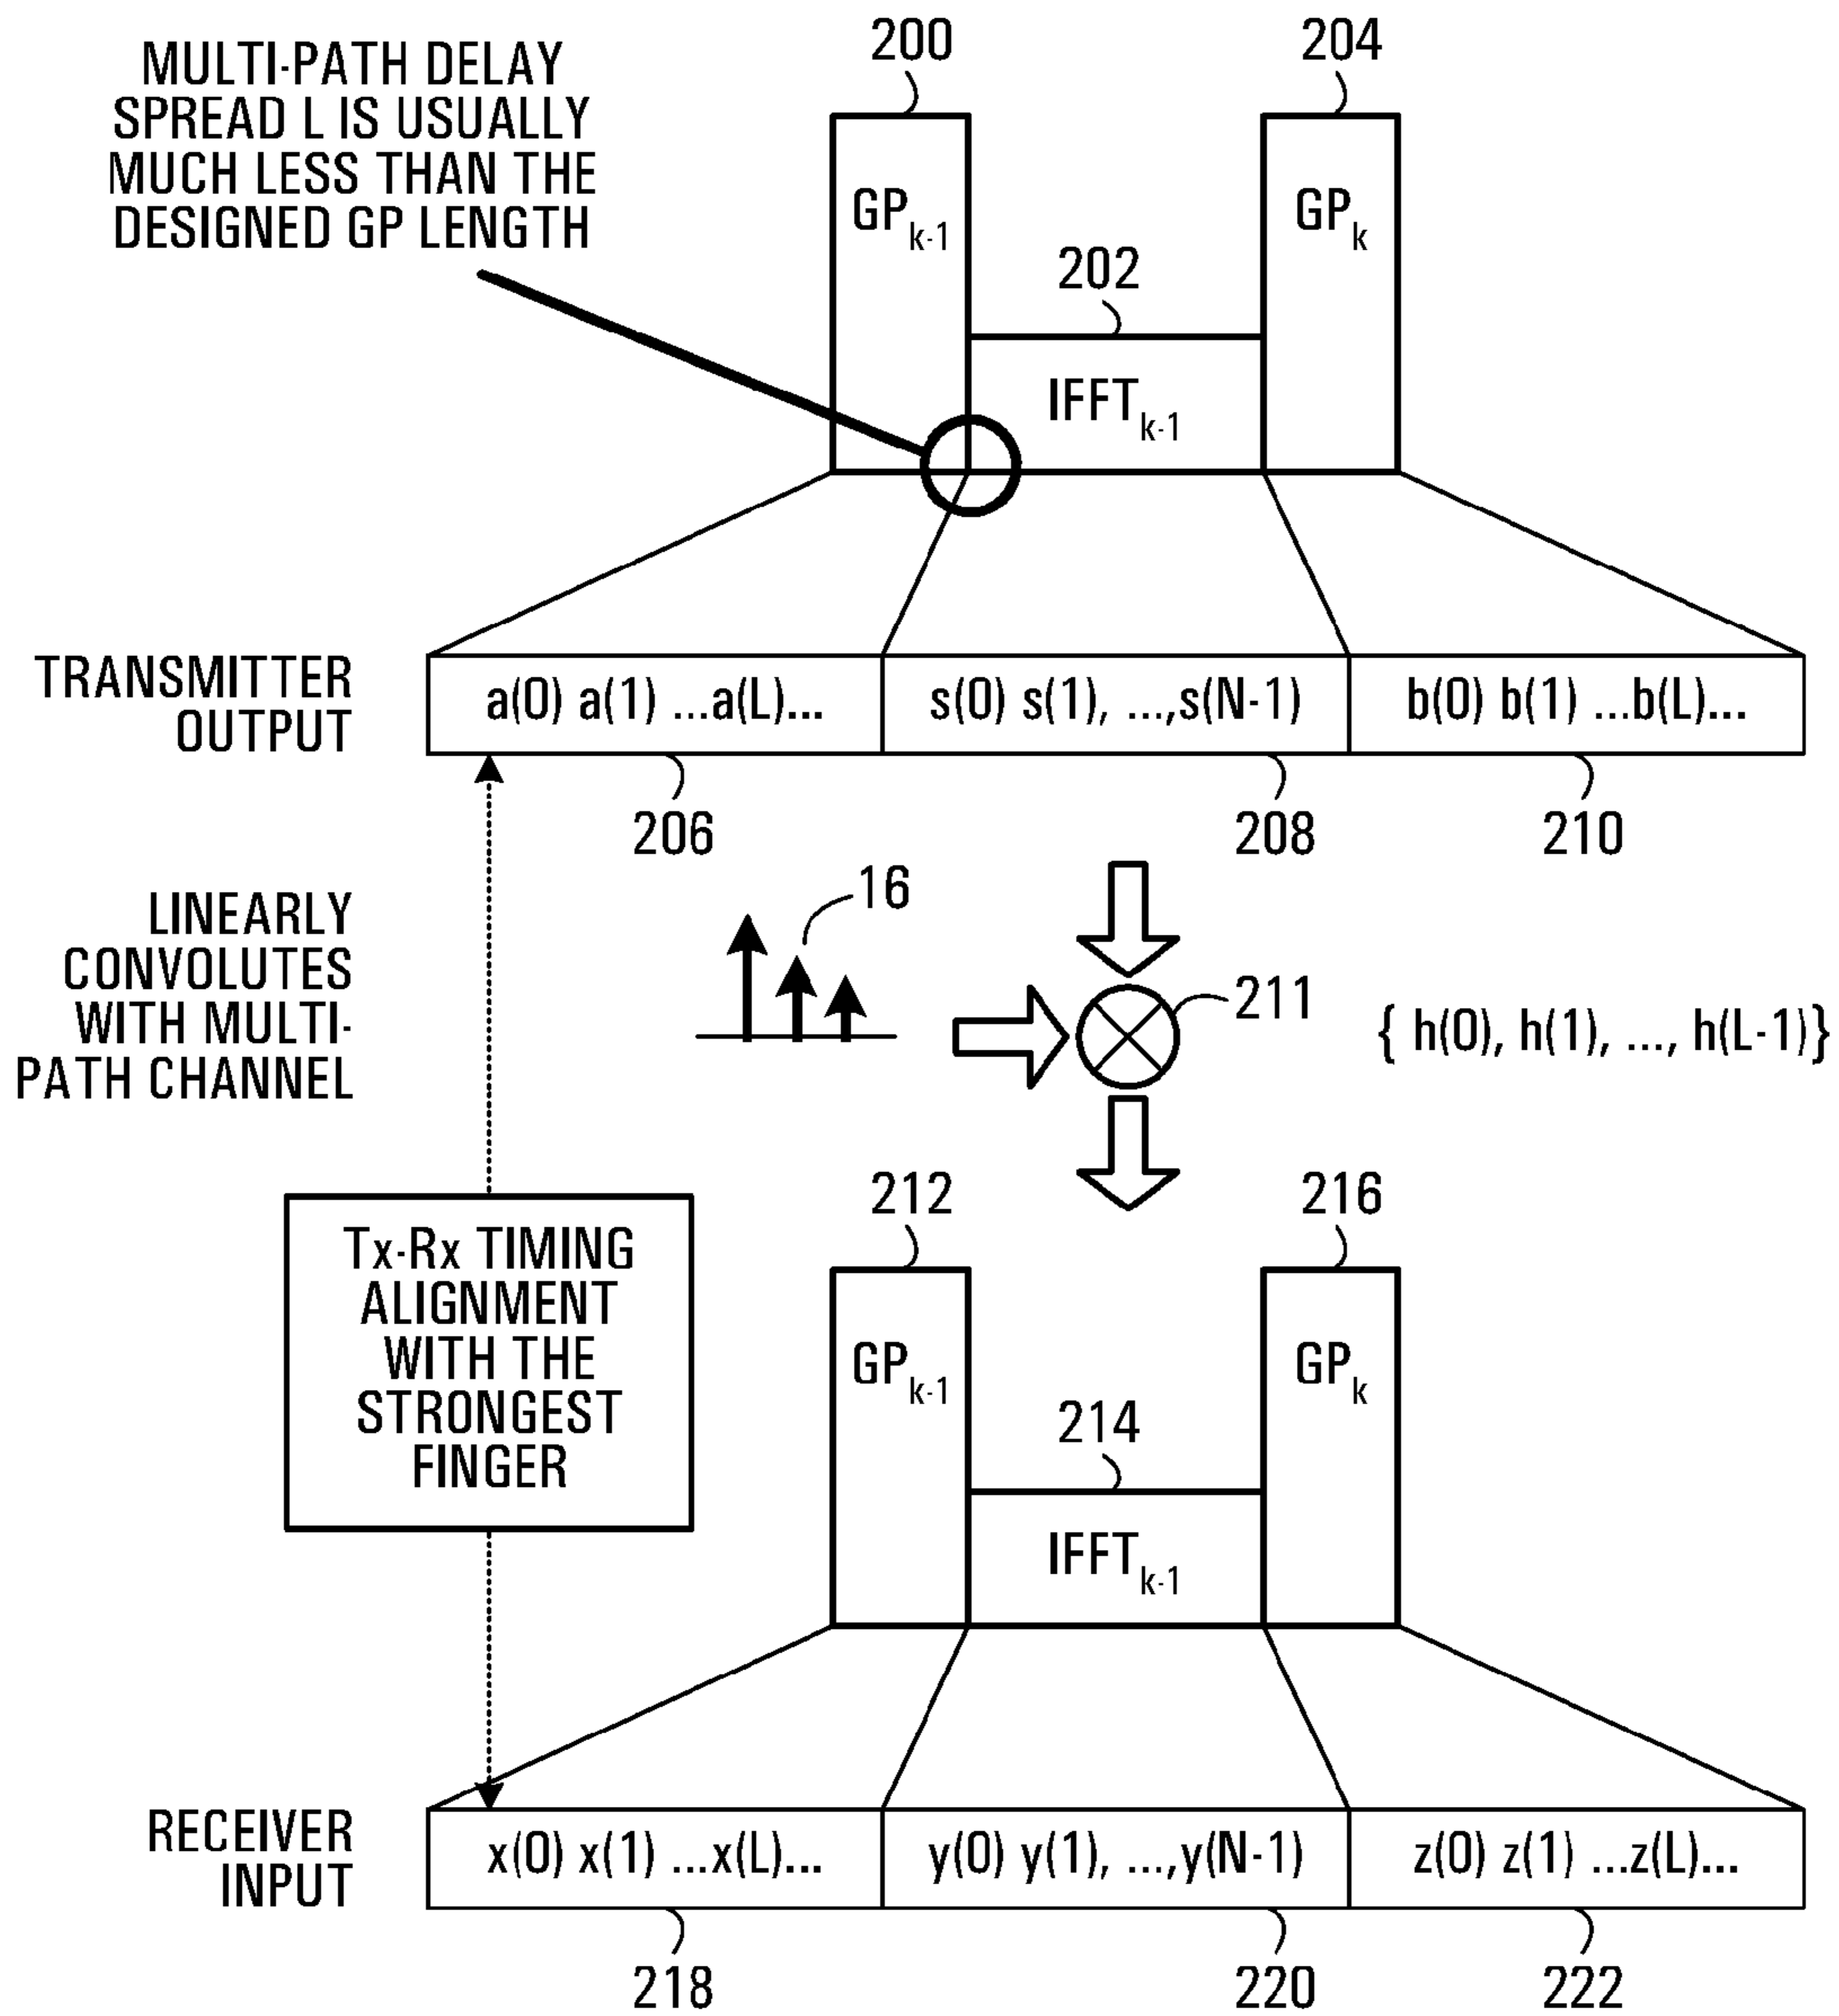 MULTI-PATH DELAY
SPREAD L IS USUALLY
MUCH LESS THAN THE
DESIGNED GP LENGTH
200
204
GPk-1
GPk
202
IFFTk-1
TRANSMITTER
OUTPUT
a(0) a(1) ...a(L)...
s(0) s(1), ...,s(N-1)
b(0) b(1) ...b(L)...
206
208
210
LINEARLY
CONVOLUTES
WITH MULTI-
PATH CHANNEL
16
211
{ h(0), h(1), ..., h(L-1)}
Tx-Rx TIMING
ALIGNMENT
WITH THE
STRONGEST
FINGER
212
216
GPk-1
GPk
214
IFFTk-1
RECEIVER
INPUT
x(0) x(1) ...x(L)...
y(0) y(1), ...,y(N-1)
z(0) z(1) ...z(L)...
218
220
222